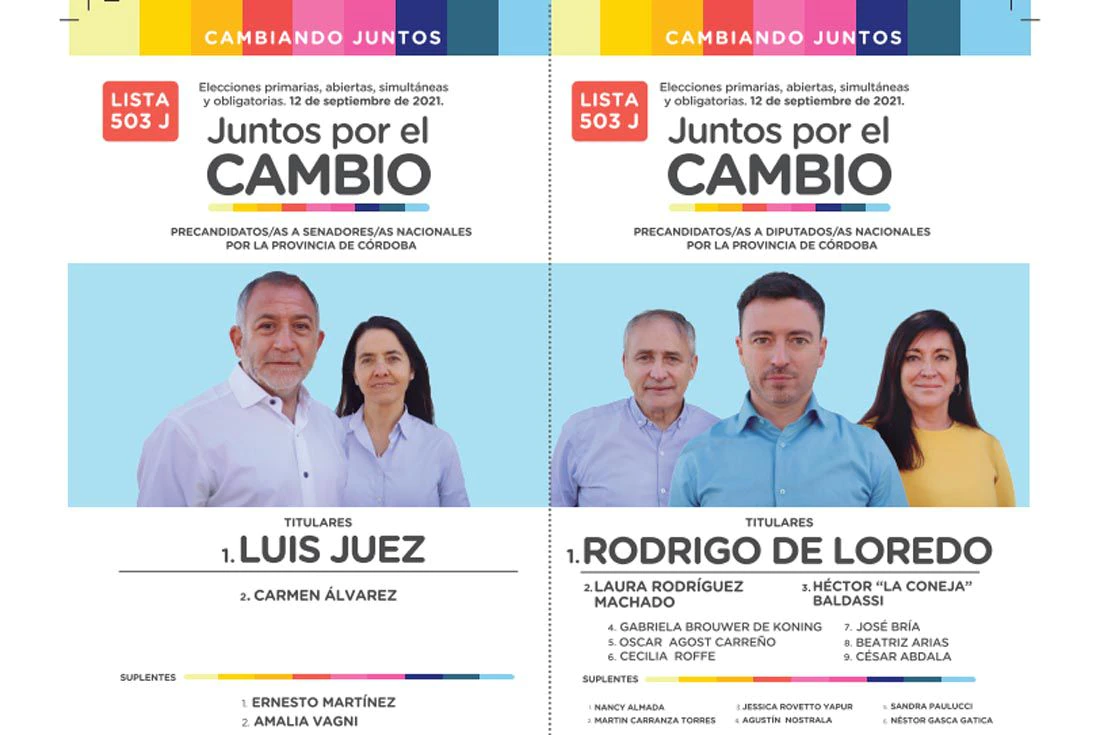 CAMBIANDO JUNTOS
LISTA
503 J
Elecciones primarias, abiertas, simultáneas
y obligatorias. 12 de septiembre de 2021.
Juntos por el
CAMBIO
PRECANDIDATOS/AS A SENADORES/AS NACIONALES
POR LA PROVINCIA DE CÓRDOBA
TITULARES
1. LUIS JUEZ
2. CARMEN ÁLVAREZ
SUPLENTES
1. ERNESTO MARTÍNEZ
2. AMALIA VAGNI
CAMBIANDO JUNTOS
LISTA
503 J
Elecciones primarias, abiertas, simultáneas
y obligatorias. 12 de septiembre de 2021.
Juntos por el
CAMBIO
PRECANDIDATOS/AS A DIPUTADOS/AS NACIONALES
POR LA PROVINCIA DE CÓRDOBA
TITULARES
1. RODRIGO DE LOREDO
2. LAURA RODRÍGUEZ
MACHADO
3. HÉCTOR “LA CONEJA”
BALDASSI
4. GABRIELA BROUWER DE KONING
5. OSCAR AGOST CARREÑO
6. CECILIA ROFFE
7. JOSÉ BRÍA
8. BEATRIZ ARIAS
9. CÉSAR ABDALA
SUPLENTES
1. NANCY ALMADA
2. MARTIN CARRANZA TORRES
3. JESSICA ROVETTO YAPUR
4. AGUSTÍN NOSTRALA
5. SANDRA PAULUCCI
6. NÉSTOR GASCA GATICA